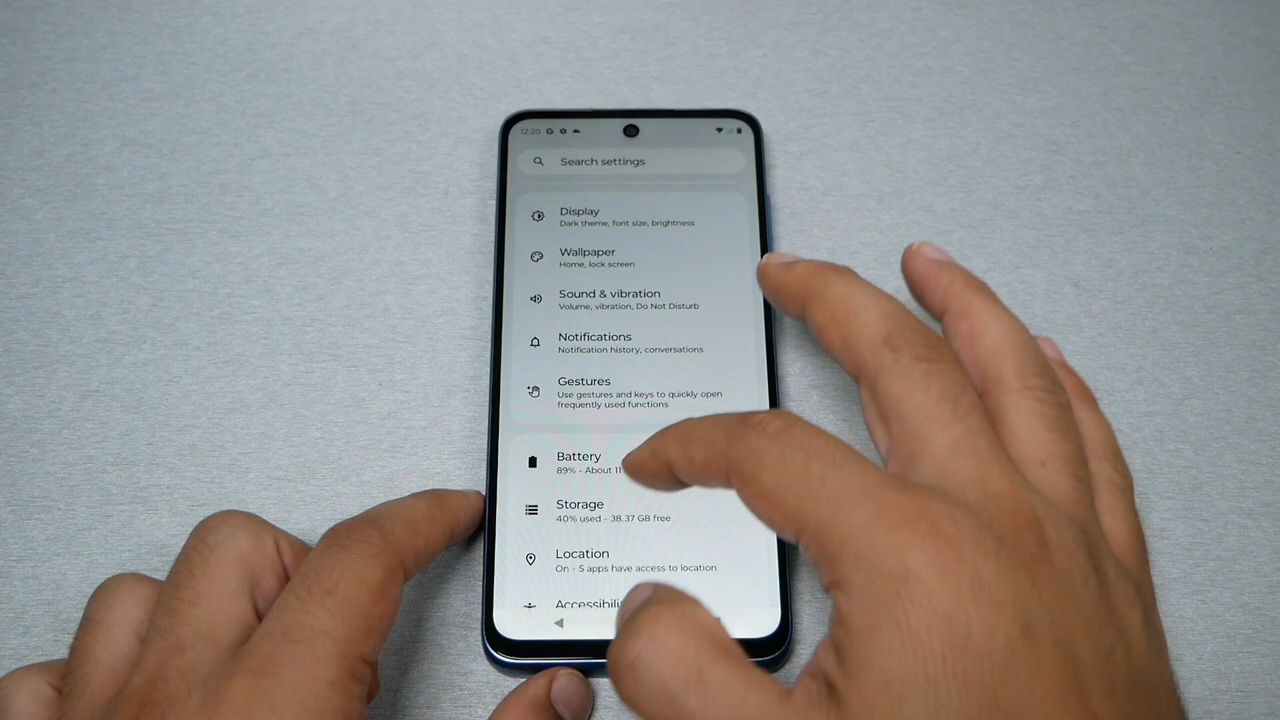 12:20 G
Search settings
Display
Dark theme, font size, brightness
Wallpaper
Home, lock screen
Sound & vibration
Volume, vibration, Do Not Disturb
Notifications
Notification history, conversations
Gestures
Use gestures and keys to quickly open
frequently used functions
Battery
89% - About 11
Storage
40% used - 38.37 GB free
Location
On - 5 apps have access to location
Accessibili